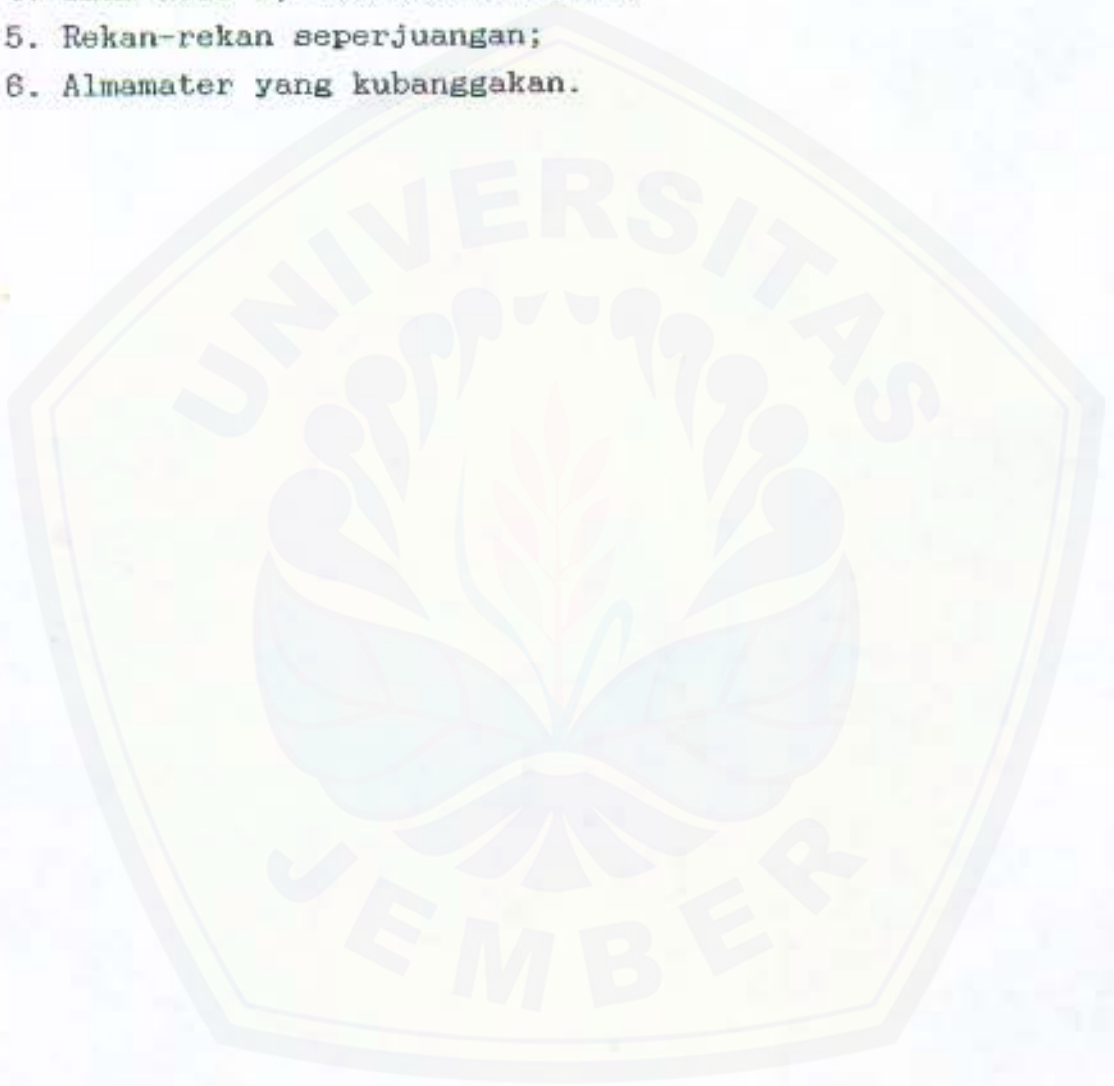 5. Rekan-rekan seperjuangan;
6. Almamater yang kubanggakan.
UNIVERSITAS
JEMBER